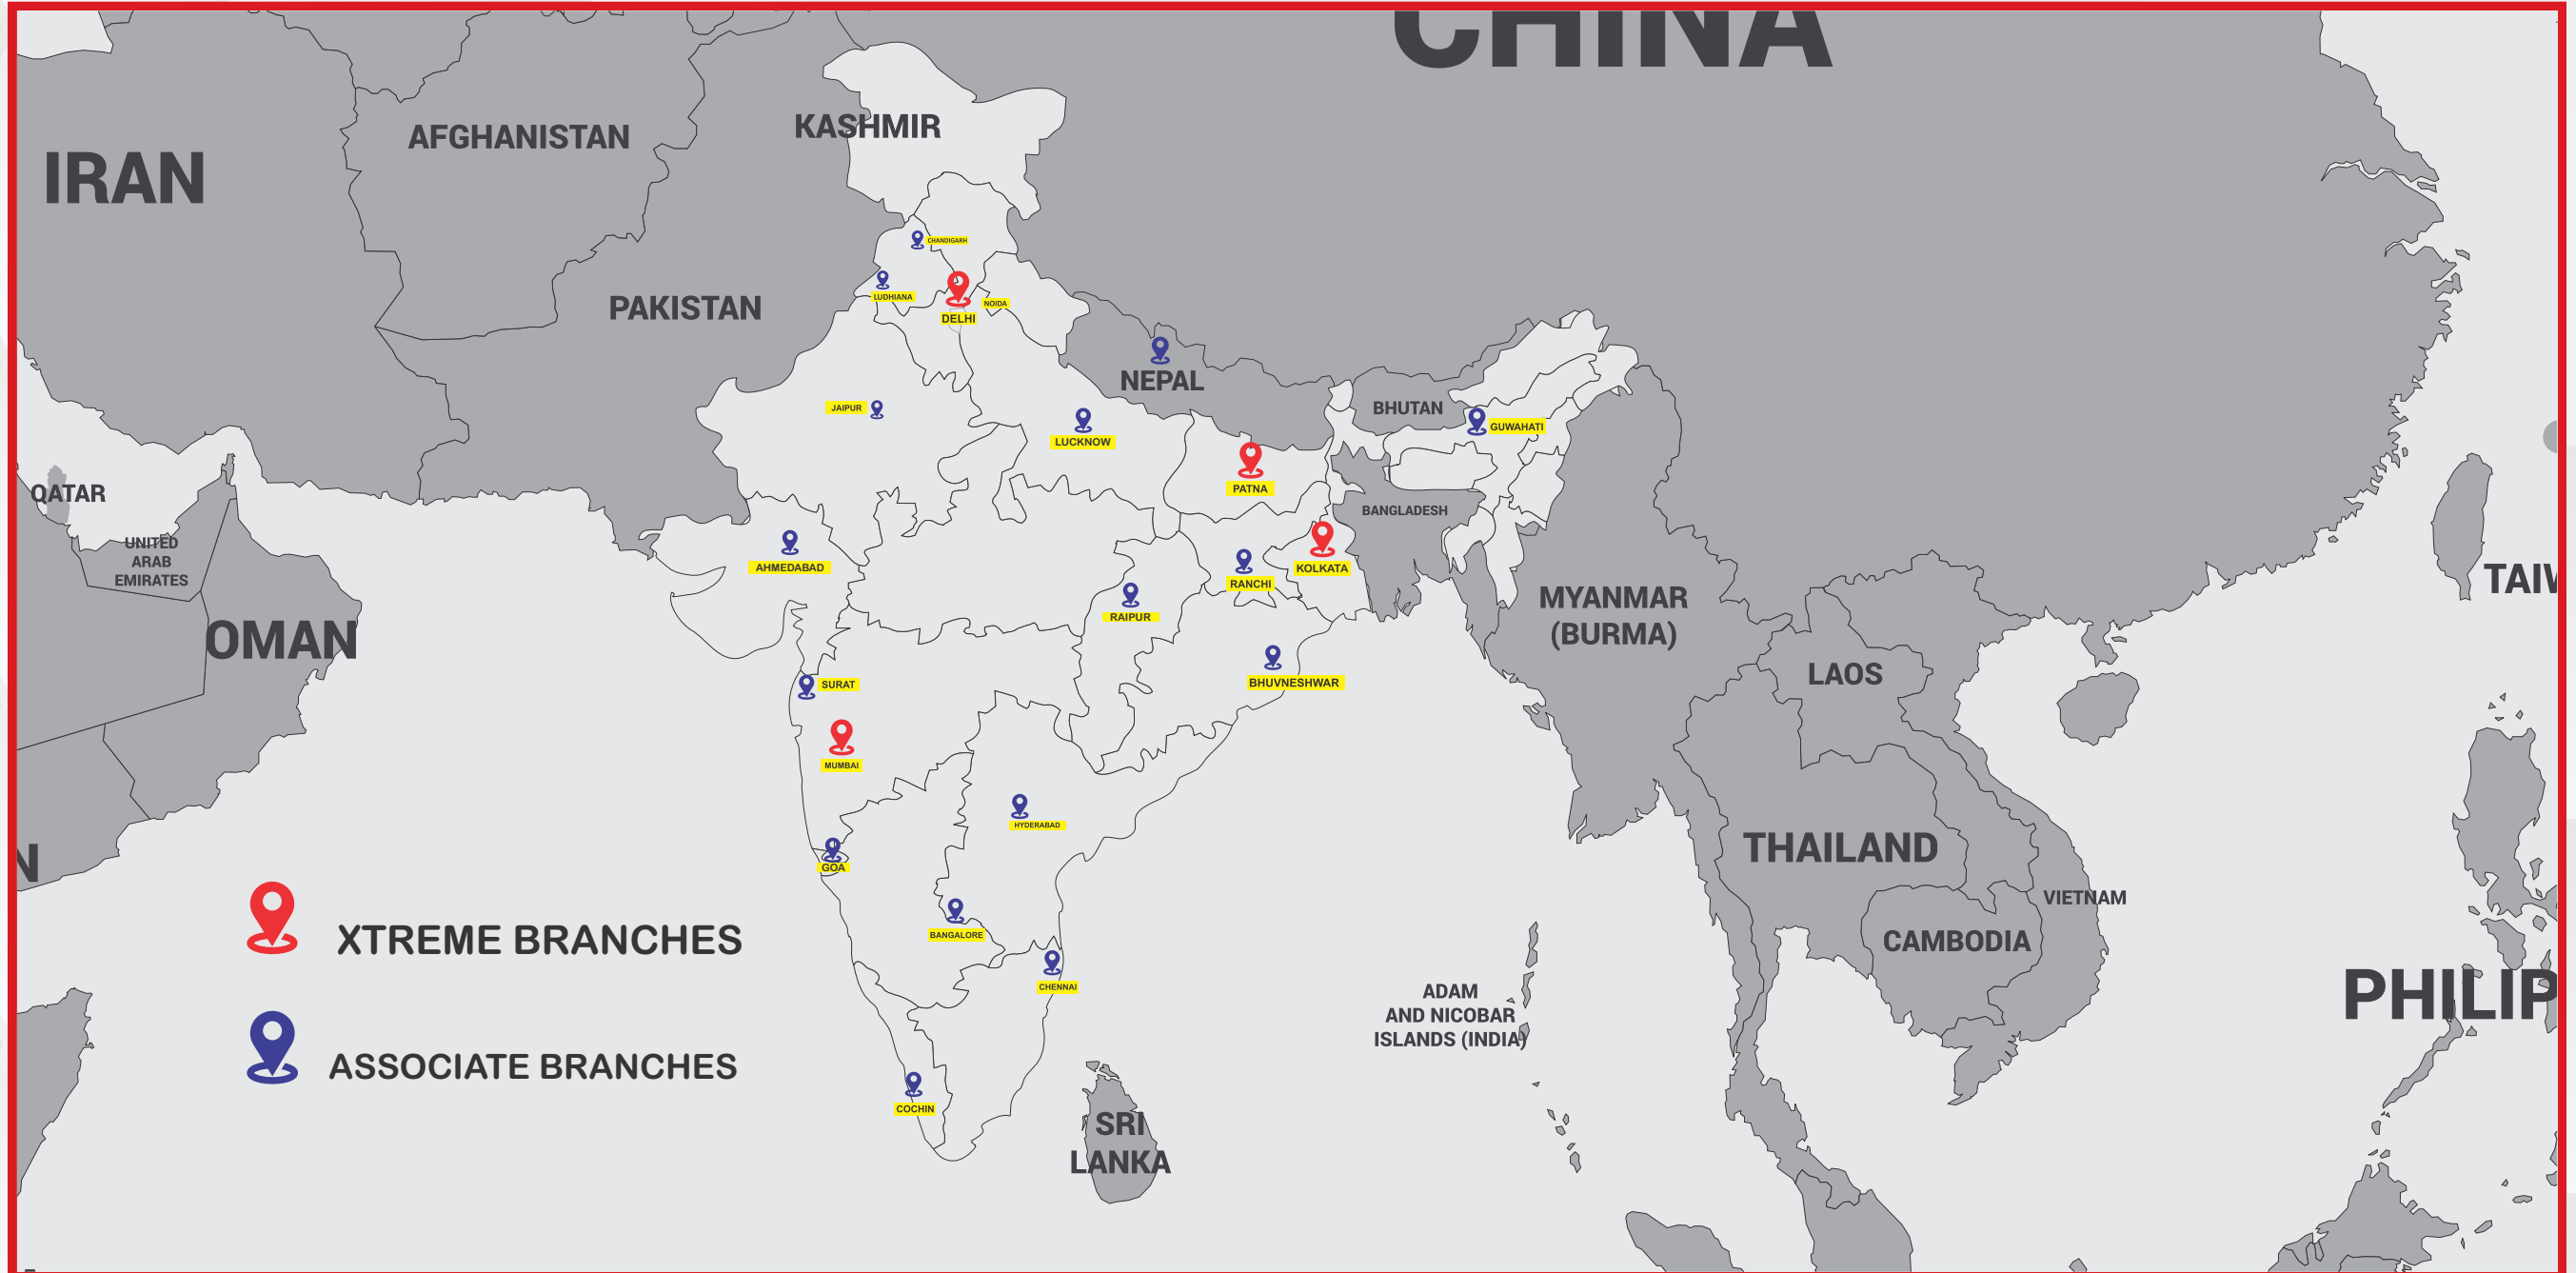 CHINA
KASHMIR
AFGHANISTAN
IRAN
CHANDIGARH
LUDHIANA
NOIDA
DELHI
PAKISTAN
NEPAL
JAIPUR
BHUTAN
GUWAHATI
LUCKNOW
PATNA
QATAR
BANGLADESH
UNITED
ARAB
EMIRATES
AHMEDABAD
KOLKATA
RANCHI
TAIW
MYANMAR
(BURMA)
RAIPUR
OMAN
LAOS
SURAT
BHUVNESHWAR
MUMBAI
HYDERABAD
THAILAND
N
GOA
VIETNAM
BANGALORE
XTREME BRANCHES
CAMBODIA
CHENNAI
ADAM
AND NICOBAR
ISLANDS (INDIA)
PHILIP
ASSOCIATE BRANCHES
COCHIN
SRI
LANKA